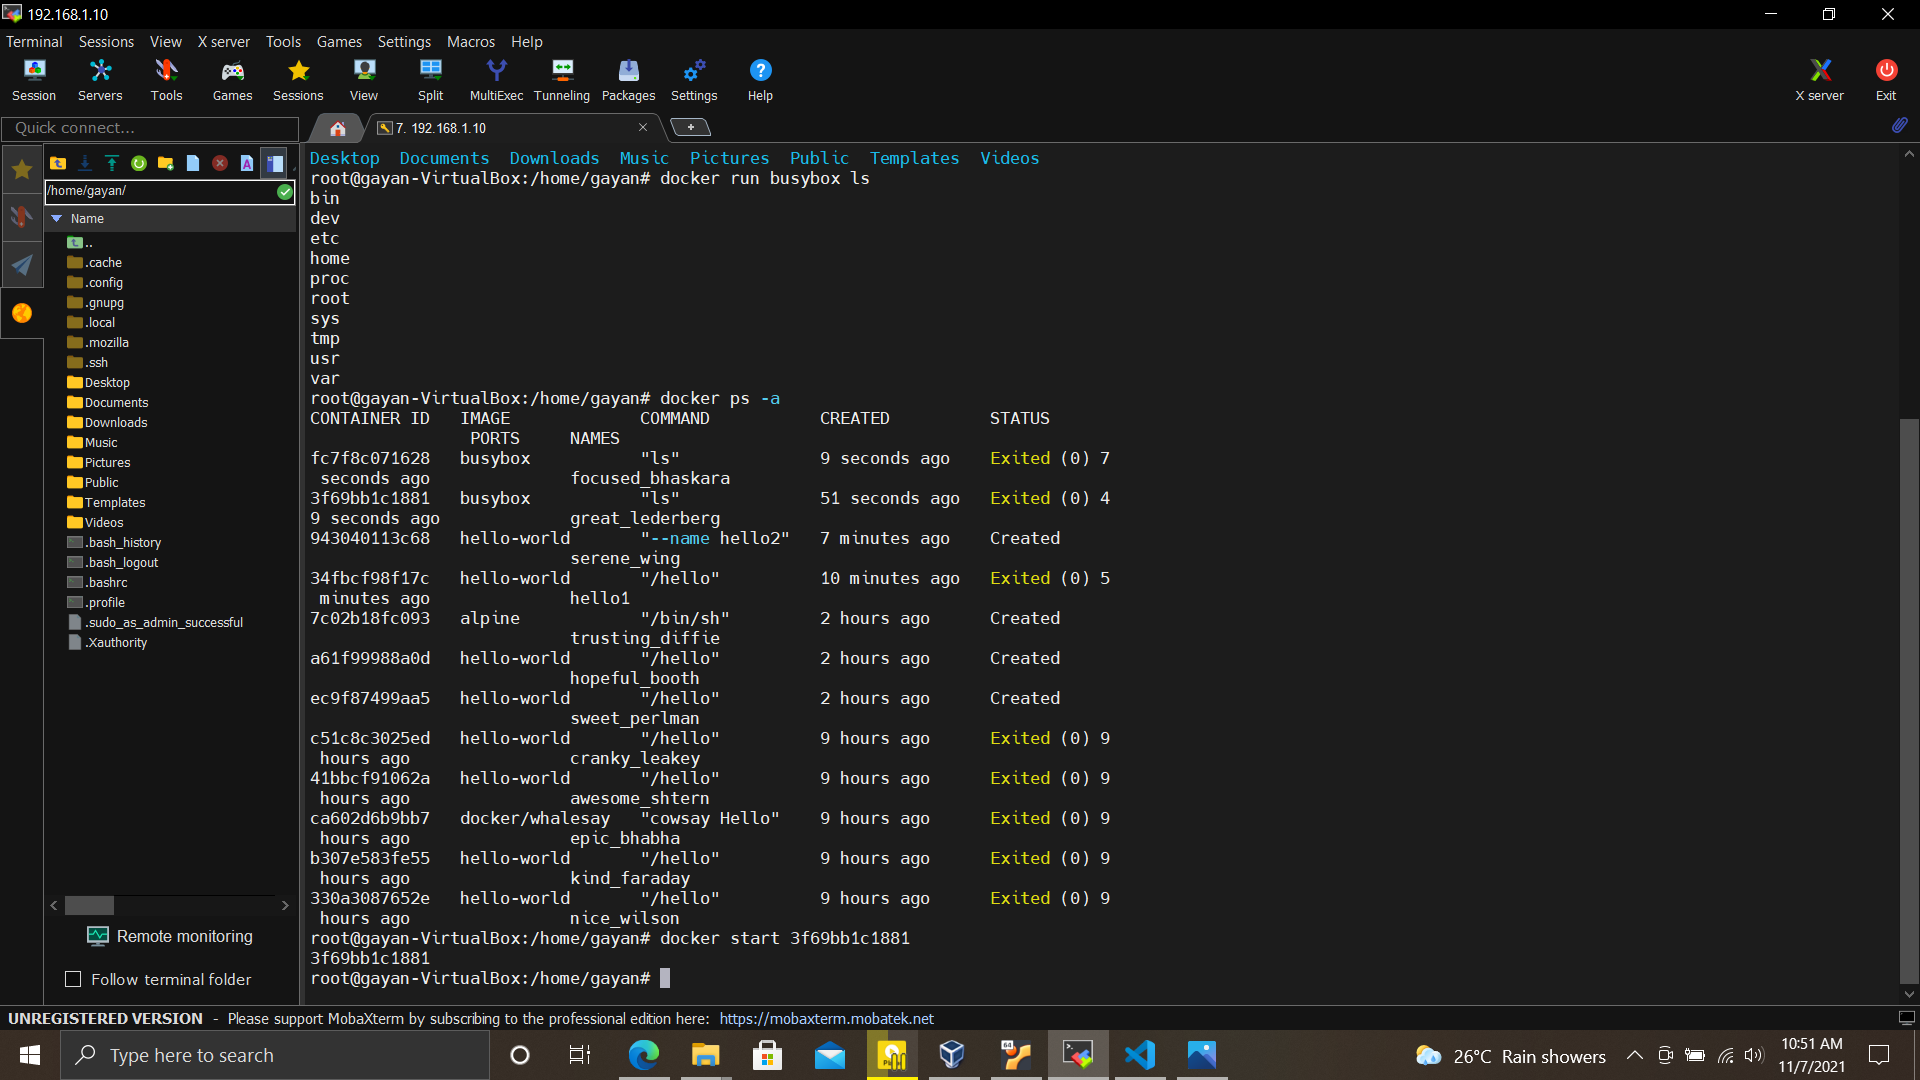 192.168.1.10
Terminal Sessions View X server Tools Games Settings Macros Help
Session Servers Tools Games Sessions View Split MultiExec Tunneling Packages Settings Help X server Exit
Quick connect...
7. 192.168.1.10
/home/gayan/
Name
..
.cache
.config
.gnupg
.local
.mozilla
.ssh
Desktop
Documents
Downloads
Music
Pictures
Public
Templates
Videos
.bash_history
.bash_logout
.bashrc
.profile
.sudo_as_admin_successful
.Xauthority
Remote monitoring
Follow terminal folder
Desktop Documents Downloads Music Pictures Public Templates Videos
root@gayan-VirtualBox:/home/gayan# docker run busybox ls
bin
dev
etc
home
proc
root
sys
tmp
usr
var
root@gayan-VirtualBox:/home/gayan# docker ps -a
CONTAINER ID IMAGE COMMAND CREATED STATUS
PORTS NAMES
fc7f8c071628 busybox "ls" 9 seconds ago Exited (0) 7
seconds ago focused_bhaskara
3f69bb1c1881 busybox "ls" 51 seconds ago Exited (0) 4
9 seconds ago great_lederberg
943040113c68 hello-world "--name hello2" 7 minutes ago Created
serene_wing
34fbcf98f17c hello-world "/hello" 10 minutes ago Exited (0) 5
minutes ago hello1
7c02b18fc093 alpine "/bin/sh" 2 hours ago Created
trusting_diffie
a61f99988a0d hello-world "/hello" 2 hours ago Created
hopeful_booth
ec9f87499aa5 hello-world "/hello" 2 hours ago Created
sweet_perlman
c51c8c3025ed hello-world "/hello" 9 hours ago Exited (0) 9
hours ago cranky_leakey
41bbcf91062a hello-world "/hello" 9 hours ago Exited (0) 9
hours ago awesome_shtern
ca602d6b9bb7 docker/whalesay "cowsay Hello" 9 hours ago Exited (0) 9
hours ago epic_bhabha
b307e583fe55 hello-world "/hello" 9 hours ago Exited (0) 9
hours ago kind_faraday
330a3087652e hello-world "/hello" 9 hours ago Exited (0) 9
hours ago nice_wilson
root@gayan-VirtualBox:/home/gayan# docker start 3f69bb1c1881
3f69bb1c1881
root@gayan-VirtualBox:/home/gayan#
UNREGISTERED VERSION - Please support MobaXterm by subscribing to the professional edition here: https://mobaxterm.mobatek.net
Type here to search
26°C Rain showers
10:51 AM
11/7/2021